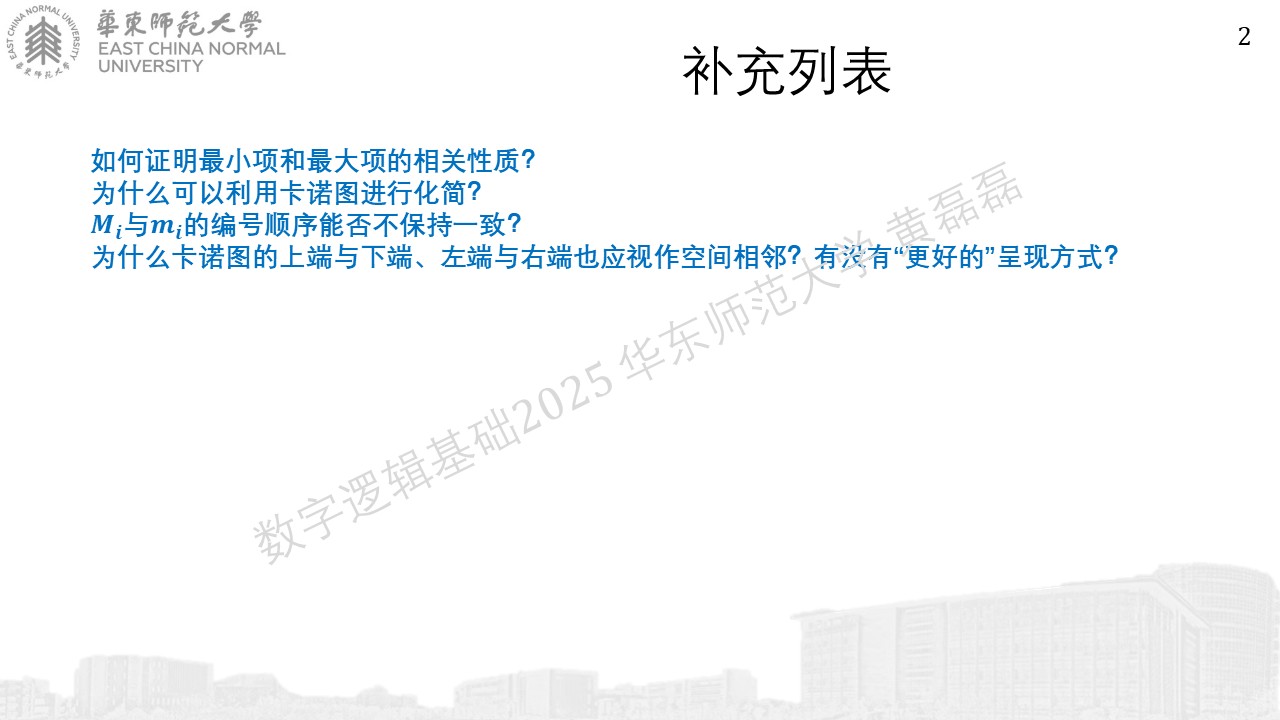 華東師範大學
EAST CHINA NORMAL
UNIVERSITY
EAST CHINA NORMAL UNIVERSITY
華東師範大學
2
补充列表
如何证明最小项和最大项的相关性质?
为什么可以利用卡诺图进行化简?
M_i与m_i的编号顺序能否不保持一致?
为什么卡诺图的上端与下端、左端与右端也应视作空间相邻? 有没有“更好的”呈现方式?
数字逻辑基础2025 华东师范大学 黄磊磊